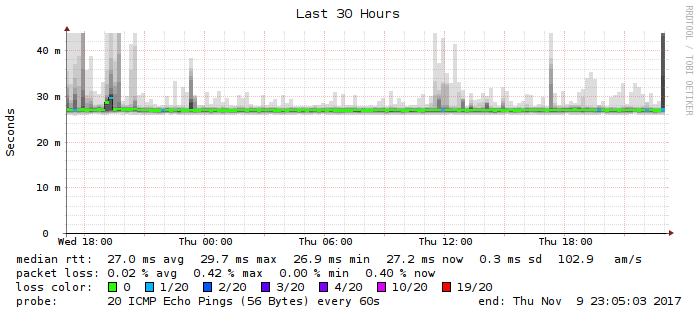 Last 30 Hours
RRDTOOL / TOBI OETIKER
Seconds
40 m
30 m
20 m
10 m
0
Wed 18:00 Thu 00:00 Thu 06:00 Thu 12:00 Thu 18:00
median rtt: 27.0 ms avg 29.7 ms max 26.9 ms min 27.2 ms now 0.3 ms sd 102.9 am/s
packet loss: 0.02 % avg 0.42 % max 0.00 % min 0.40 % now
loss color: 0 1/20 2/20 3/20 4/20 10/20 19/20
probe: 20 ICMP Echo Pings (56 Bytes) every 60s end: Thu Nov 9 23:05:03 2017